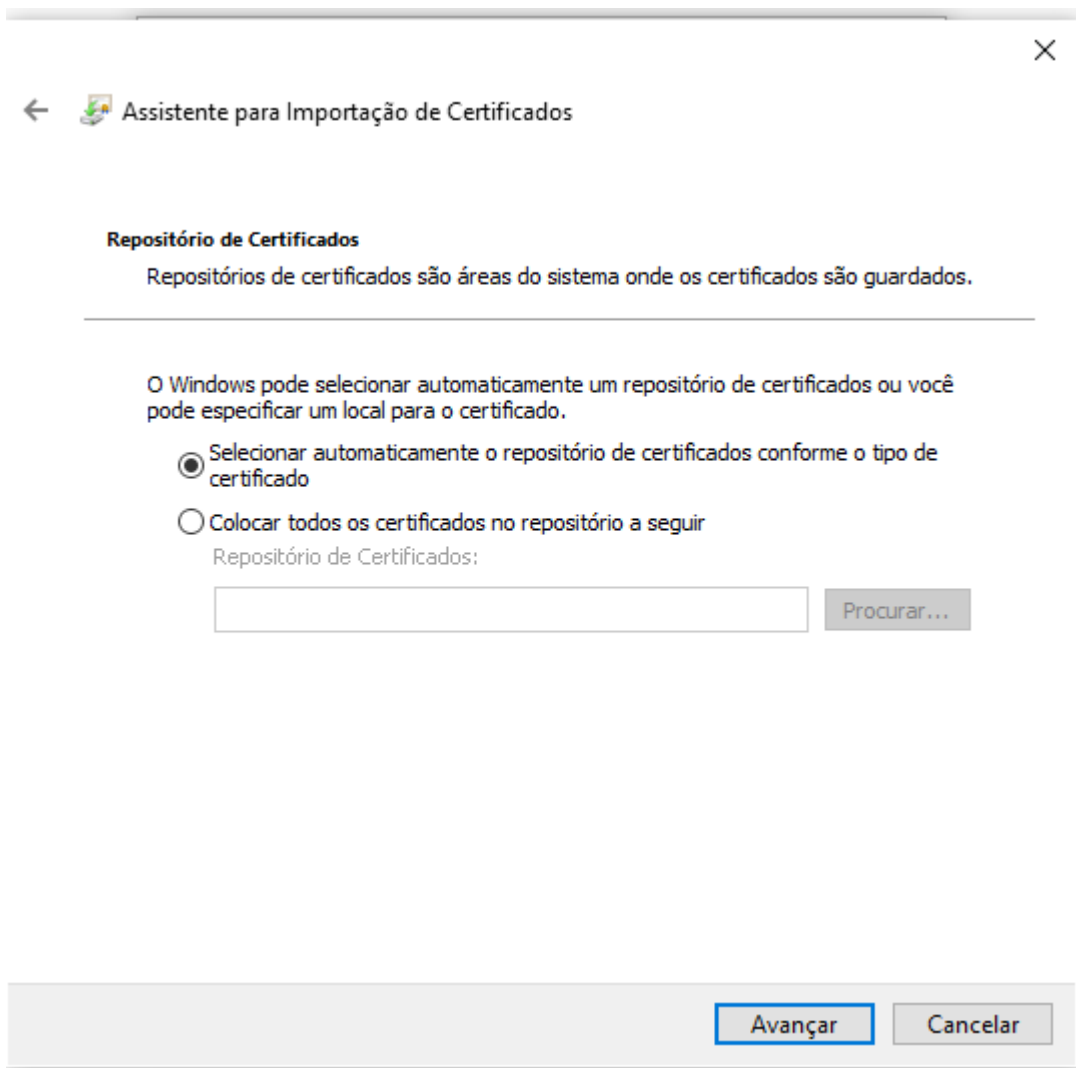 Assistente para Importação de Certificados
Repositório de Certificados
Repositórios de certificados são áreas do sistema onde os certificados são guardados.
O Windows pode selecionar automaticamente um repositório de certificados ou você
pode especificar um local para o certificado.
Selecionar automaticamente o repositório de certificados conforme o tipo de
certificado
Colocar todos os certificados no repositório a seguir
Repositório de Certificados:
Procurar...
Avançar
Cancelar